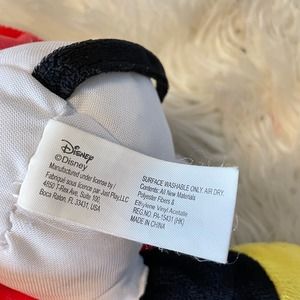 Disney
©Disney
Manufactured under license by /
Fabriqué sous licence par Just Play, LLC
4850 T-Rex Ave, Suite 100,
Boca Raton, FL 33431, USA
SURFACE WASHABLE ONLY, AIR DRY.
Contents: All New Materials
Polyester Fibers &
Ethylene Vinyl Acetate
REG.NO. PA-15431 (HK)
MADE IN CHINA